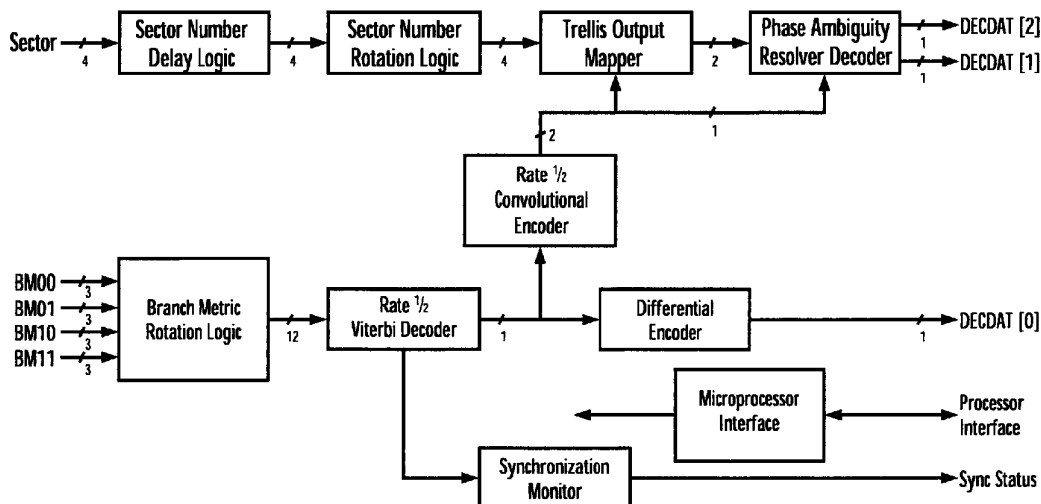 Sector
4
Sector Number
Delay Logic
4
Sector Number
Rotation Logic
4
Trellis Output
Mapper
2
Phase Ambiguity
Resolver Decoder
1
DECDAT [2]
1
DECDAT [1]
2
1
Rate ½
Convolutional
Encoder
BM00
3
BM01
3
BM10
3
BM11
3
Branch Metric
Rotation Logic
12
Rate ½
Viterbi Decoder
1
Differential
Encoder
1
DECDAT [0]
Microprocessor
Interface
Processor
Interface
Synchronization
Monitor
Sync Status